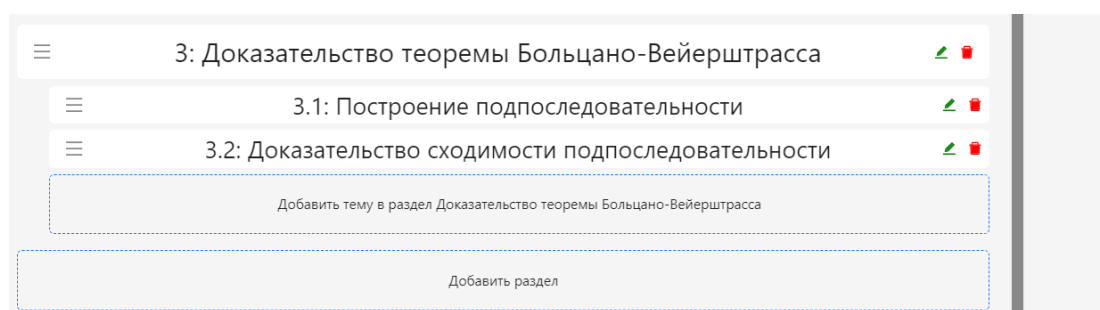 3: Доказательство теоремы Больцано-Вейерштрасса
3.1: Построение подпоследовательности
3.2: Доказательство сходимости подпоследовательности
Добавить тему в раздел Доказательство теоремы Больцано-Вейерштрасса
Добавить раздел